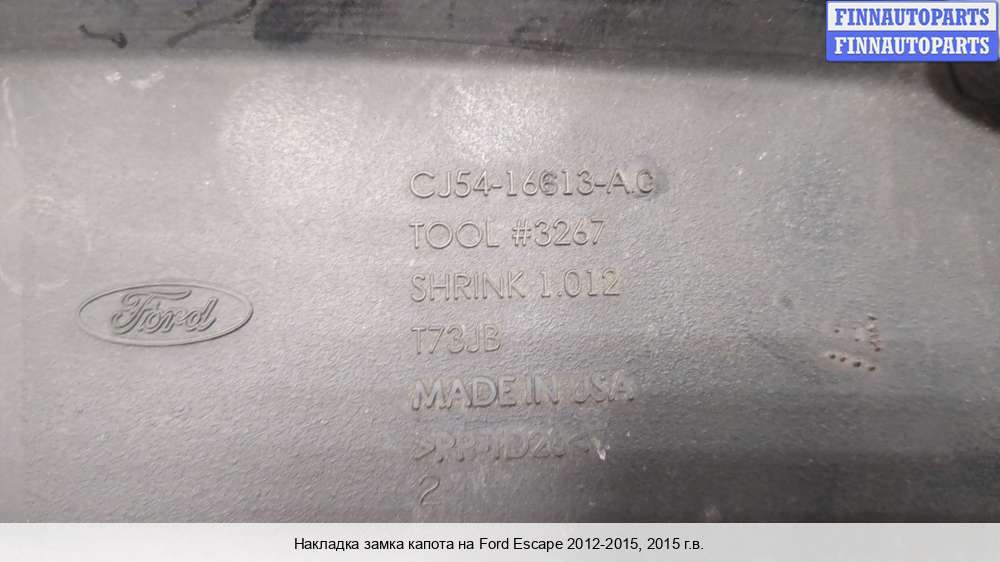 FINNAUTOPARTS
FINNAUTOPARTS
CJ54-16613-AC
TOOL #3267
SHRINK 1.012
Ford
T73JB
MADE IN USA
2
Накладка замка капота на Ford Escape 2012-2015, 2015 г.в.